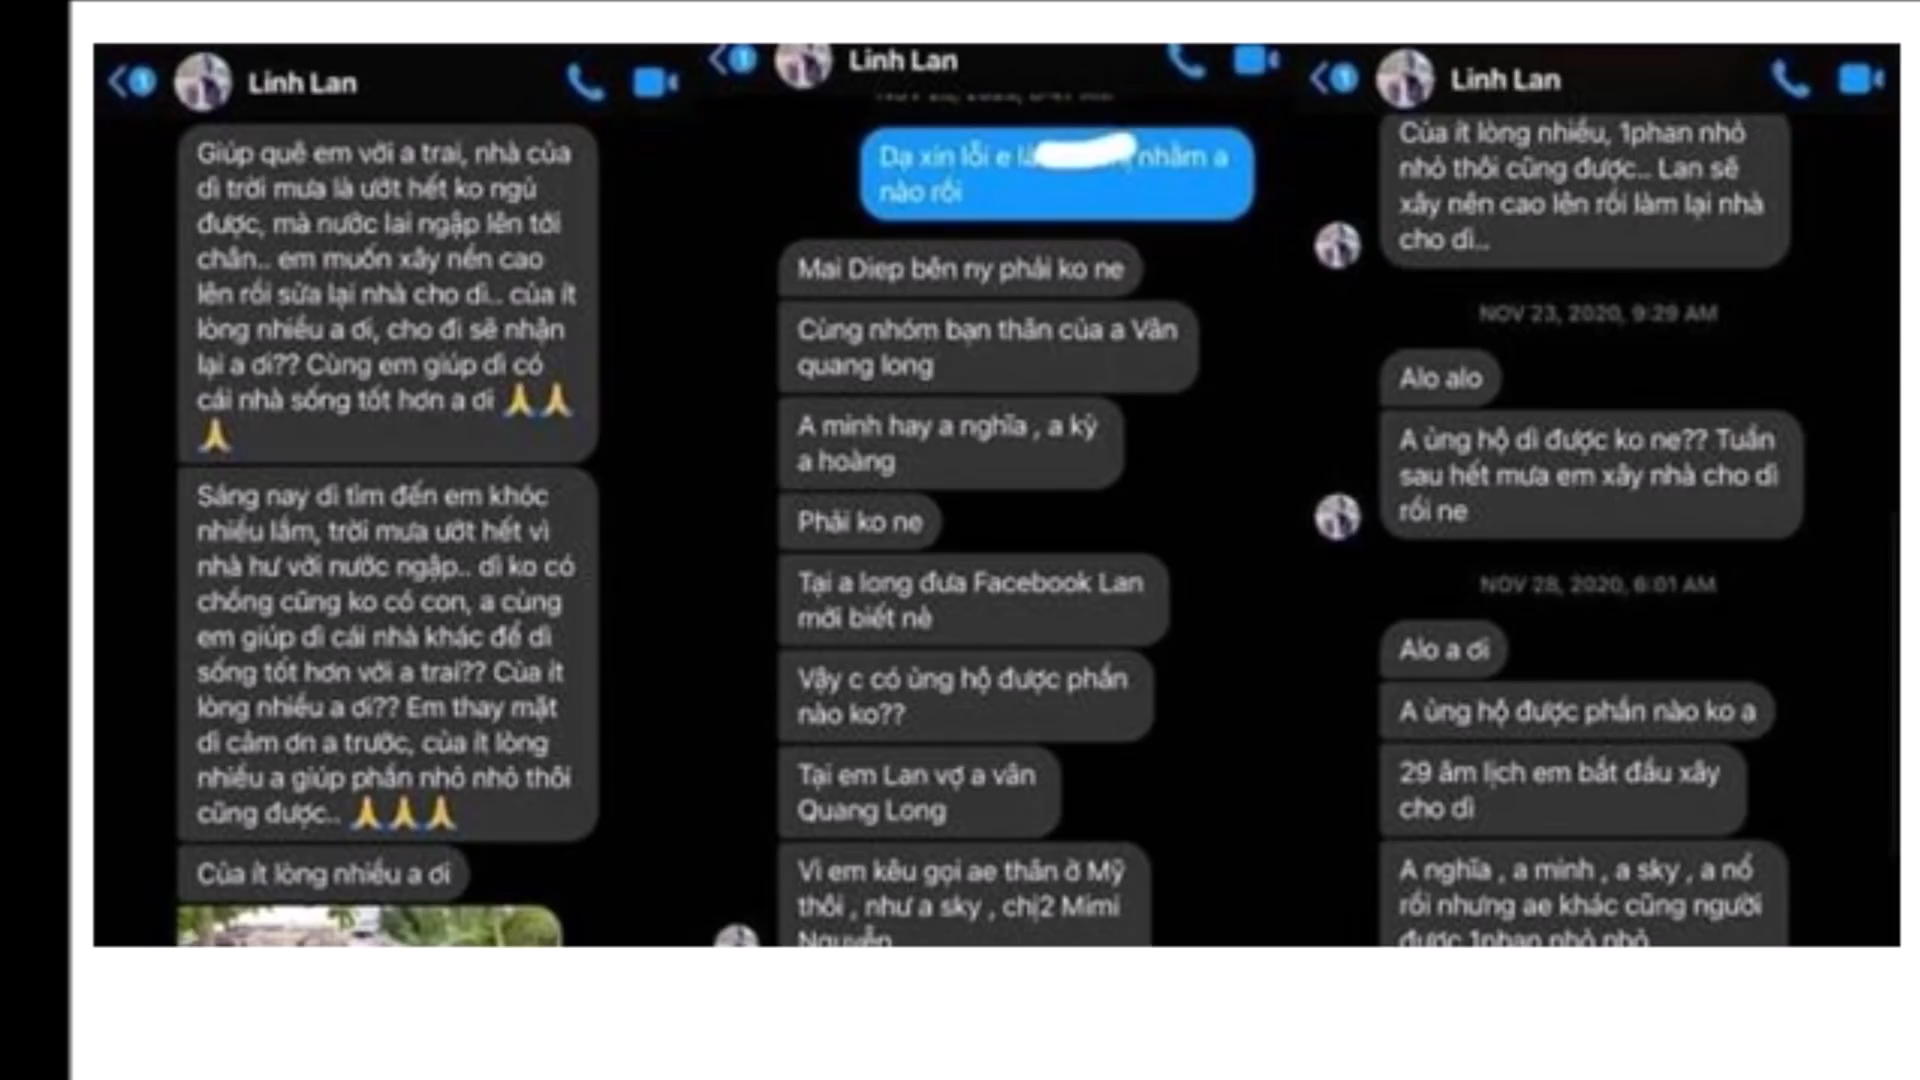 Linh Lan
Giúp quê em với a trai, nhà của
dì trời mưa là ướt hết ko ngủ
được, mà nước lai ngập lên tới
chân.. em muốn xây nền cao
lên rồi sửa lại nhà cho dì.. của ít
lòng nhiều a ơi, cho đi sẽ nhận
lại a ơi?? Cùng em giúp dì có
cái nhà sống tốt hơn a ơi 🙏🙏
🙏
Sáng nay dì tìm đến em khóc
nhiều lắm, trời mưa ướt hết vì
nhà hư với nước ngập.. dì ko có
chồng cũng ko có con, a cùng
em giúp dì cái nhà khác để dì
sống tốt hơn với a trai?? Của ít
lòng nhiều a ơi?? Em thay mặt
dì cảm ơn a trước, của ít lòng
nhiều a giúp phần nhỏ nhỏ thôi
cũng được.. 🙏🙏🙏
Của ít lòng nhiều a ơi
Linh Lan
Dạ xin lỗi e nhầm a
nào rồi
Mai Diep bên ny phải ko ne
Cùng nhóm bạn thân của a Vân
quang long
A minh hay a nghĩa , a kỳ
a hoàng
Phải ko ne
Tại a long đưa Facebook Lan
mới biết nè
Vậy c có ủng hộ được phần
nào ko??
Tại em Lan vợ a vân
Quang Long
Vì em kêu gọi ae thân ở Mỹ
thôi , như a sky , chị2 Mimi
Nguyễn
Linh Lan
Của ít lòng nhiều, 1phan nhỏ
nhỏ thôi cũng được.. Lan sẽ
xây nên cao lên rồi làm lại nhà
cho dì..
NOV 23, 2020, 9:29 AM
Alo alo
A ủng hộ dì được ko ne?? Tuần
sau hết mưa em xây nhà cho dì
rồi ne
NOV 28, 2020, 6:01 AM
Alo a ơi
A ủng hộ được phần nào ko a
29 âm lịch em bắt đầu xây
cho dì
A nghĩa , a minh , a sky , a nổ
rồi nhưng ae khác cũng người
được 1phan nhỏ nhỏ